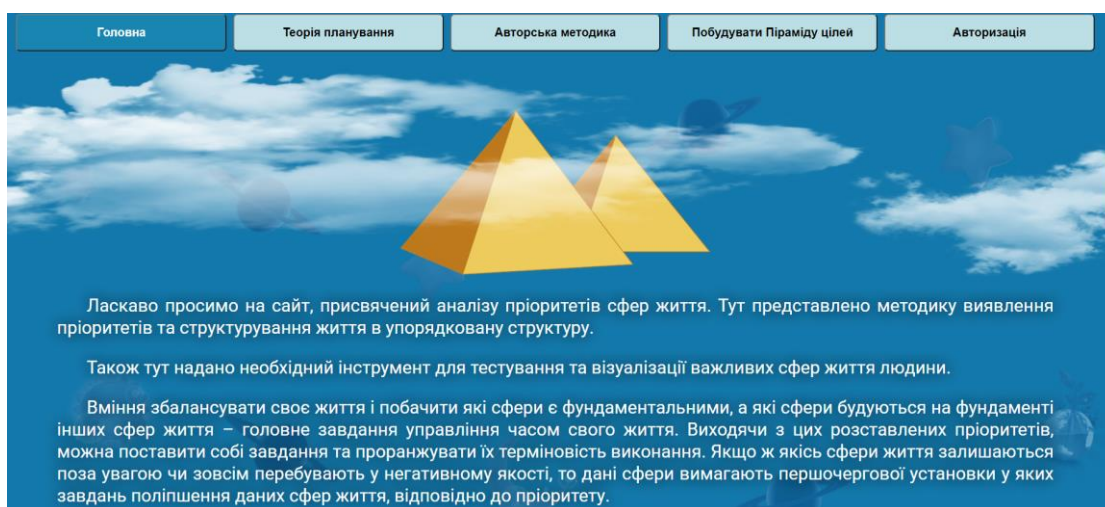 Головна
Теорія планування
Авторська методика
Побудувати Піраміду цілей
Авторизація
Ласкаво просимо на сайт, присвячений аналізу пріоритетів сфер життя. Тут представлено методику виявлення
пріоритетів та структурування життя в упорядковану структуру.
Також тут надано необхідний інструмент для тестування та візуалізації важливих сфер життя людини.
Вміння збалансувати своє життя і побачити які сфери є фундаментальними, а які сфери будуються на фундаменті
інших сфер життя – головне завдання управління часом свого життя. Виходячи з цих розставлених пріоритетів,
можна поставити собі завдання та проранжувати їх терміновість виконання. Якщо ж якісь сфери життя залишаються
поза увагою чи зовсім перебувають у негативному якості, то дані сфери вимагають першочергової установки у яких
завдань поліпшення даних сфер життя, відповідно до пріоритету.